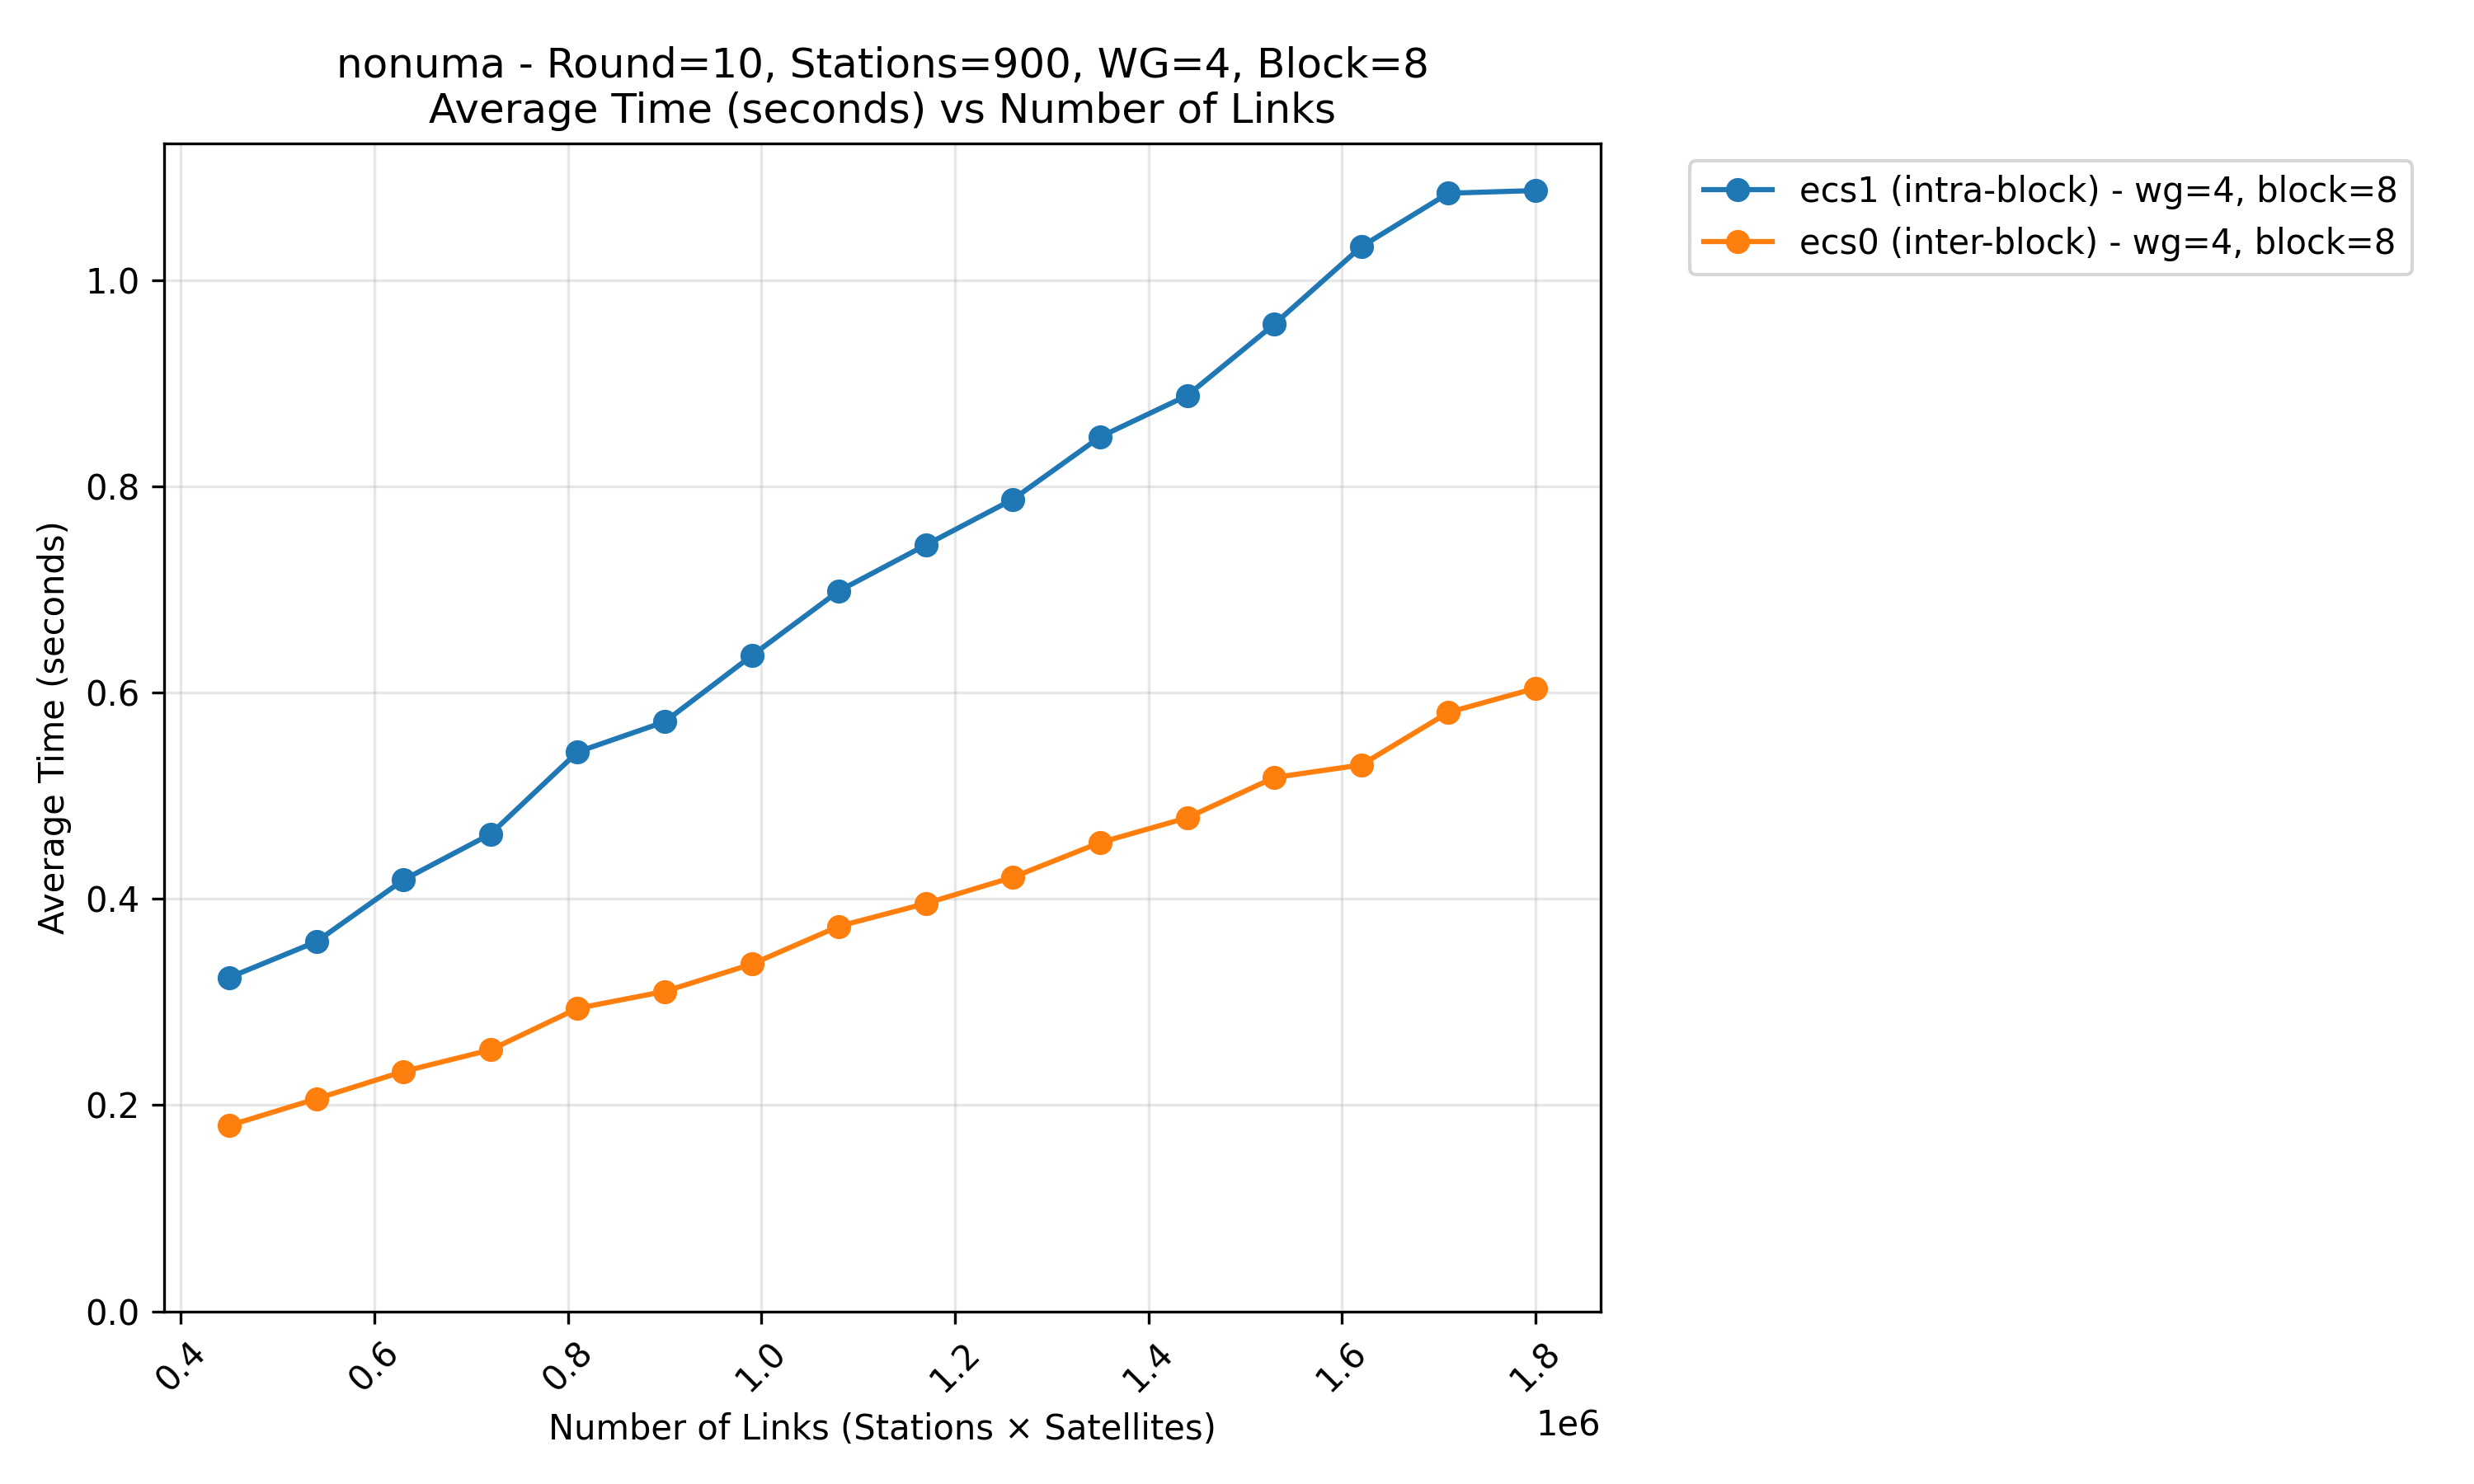 nonuma - Round=10, Stations=900, WG=4, Block=8
Average Time (seconds) vs Number of Links
ecs1 (intra-block) - wg=4, block=8
ecs0 (inter-block) - wg=4, block=8
Average Time (seconds)
1.0
0.8
0.6
0.4
0.2
0.0
0.4
0.6
0.8
1.0
1.2
1.4
1.6
1.8
1e6
Number of Links (Stations × Satellites)